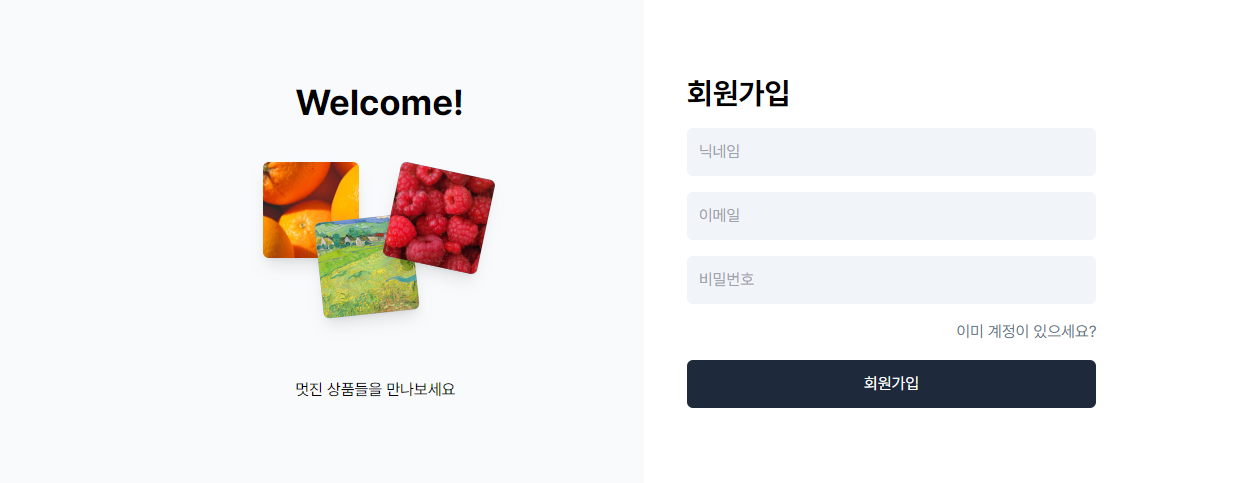 Welcome!
멋진 상품들을 만나보세요
회원가입
닉네임
이메일
비밀번호
이미 계정이 있으세요?
회원가입